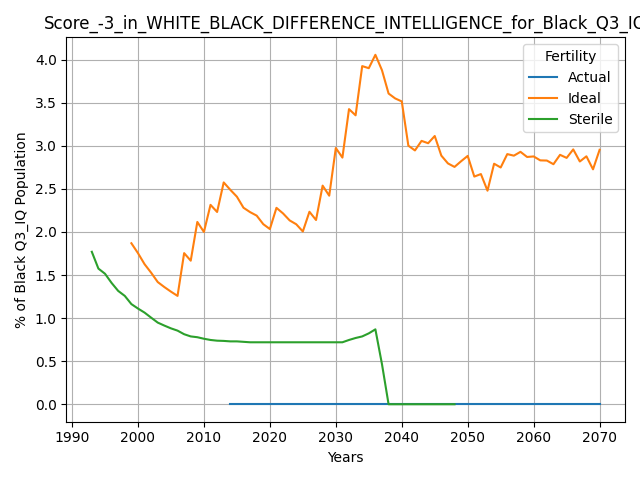 Score_-3_in_WHITE_BLACK_DIFFERENCE_INTELLIGENCE_for_Black_Q3_IQ
Fertility
Actual
Ideal
Sterile
% of Black Q3_IQ Population
4.0
3.5
3.0
2.5
2.0
1.5
1.0
0.5
0.0
1990 2000 2010 2020 2030 2040 2050 2060 2070
Years